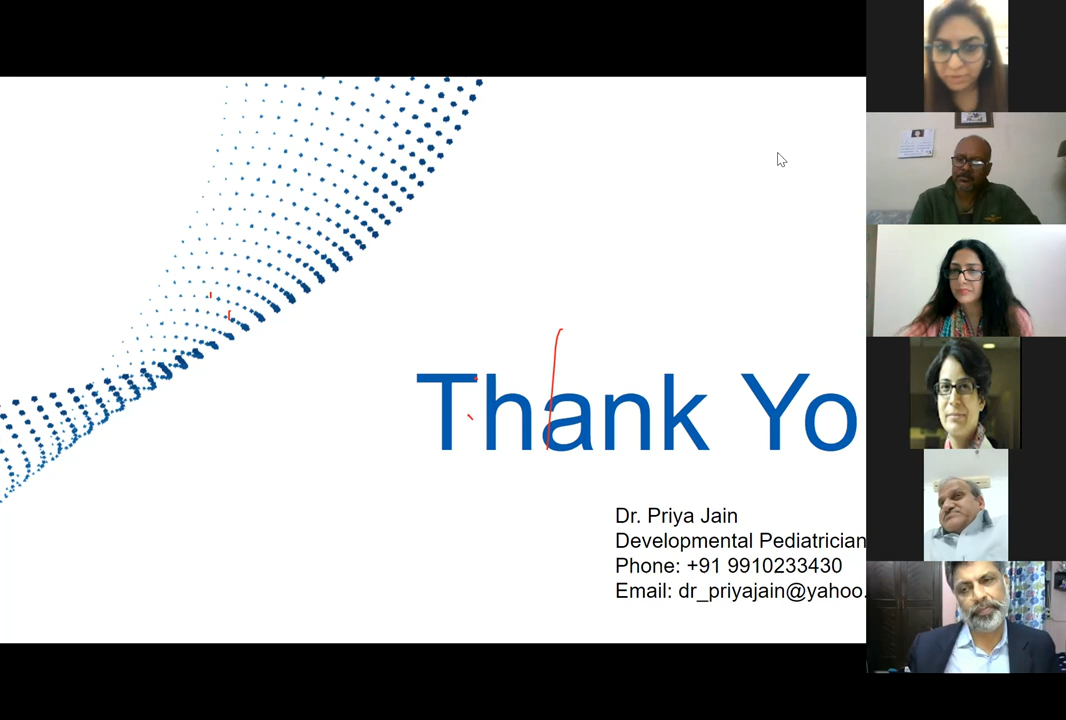 Thank Yo
Dr. Priya Jain
Developmental Pediatrician
Phone: +91 9910233430
Email: dr_priyajain@yahoo.